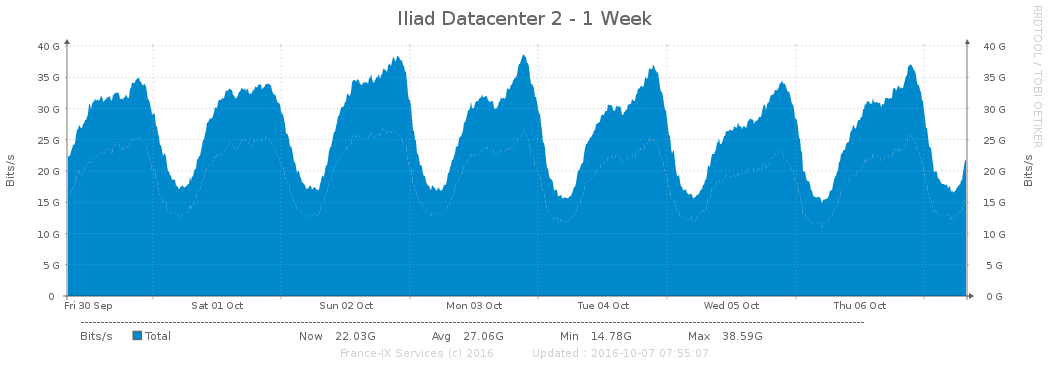 Iliad Datacenter 2 - 1 Week
RRDTOOL / TOBI OETIKER
Bits/s
Bits/s
40 G 40 G
35 G 35 G
30 G 30 G
25 G 25 G
20 G 20 G
15 G 15 G
10 G 10 G
5 G 5 G
0 0 G
Fri 30 Sep Sat 01 Oct Sun 02 Oct Mon 03 Oct Tue 04 Oct Wed 05 Oct Thu 06 Oct
Bits/s Total Now 22.03G Avg 27.06G Min 14.78G Max 38.59G
France-IX Services (c) 2016 Updated : 2016-10-07 07:55:07